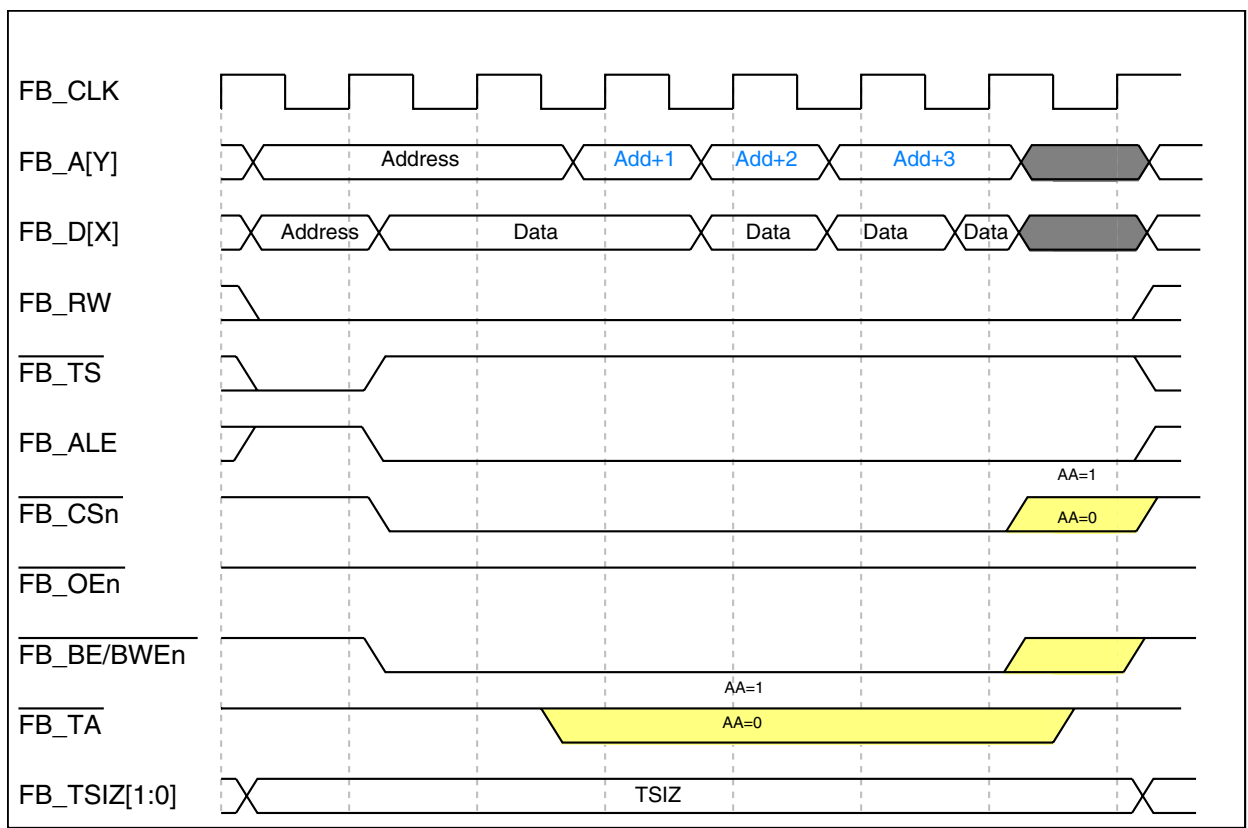 FB_CLK
FB_A[Y] Address Add+1 Add+2 Add+3
FB_D[X] Address Data Data Data Data
FB_RW
FB_TS
FB_ALE
AA=1
FB_CSn AA=0
FB_OEn
FB_BE/BWEn
AA=1
FB_TA AA=0
FB_TSIZ[1:0] TSIZ